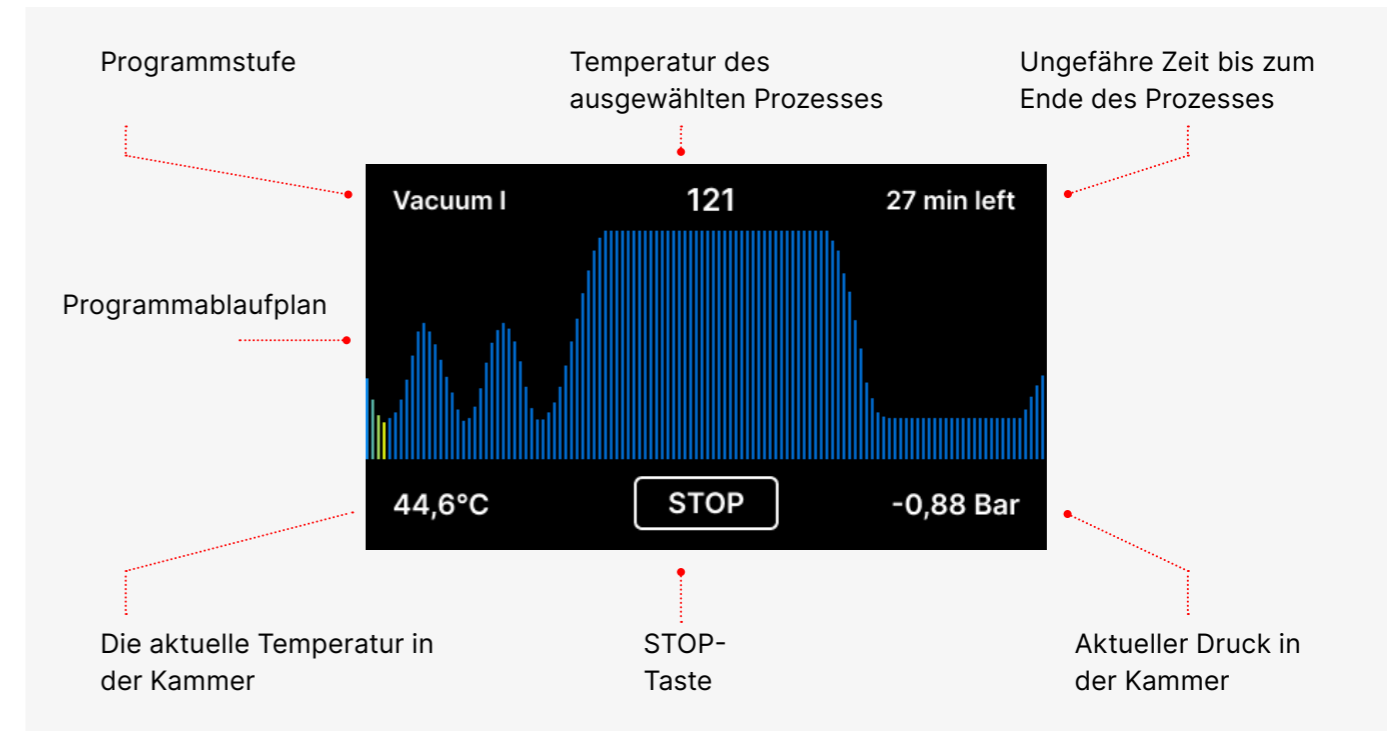 Programmstufe
Temperatur des
ausgewählten Prozesses
Ungefähre Zeit bis zum
Ende des Prozesses
Vacuum I
121
27 min left
Programmablaufplan
44,6°C
STOP
-0,88 Bar
Die aktuelle Temperatur in
der Kammer
STOP-
Taste
Aktueller Druck in
der Kammer